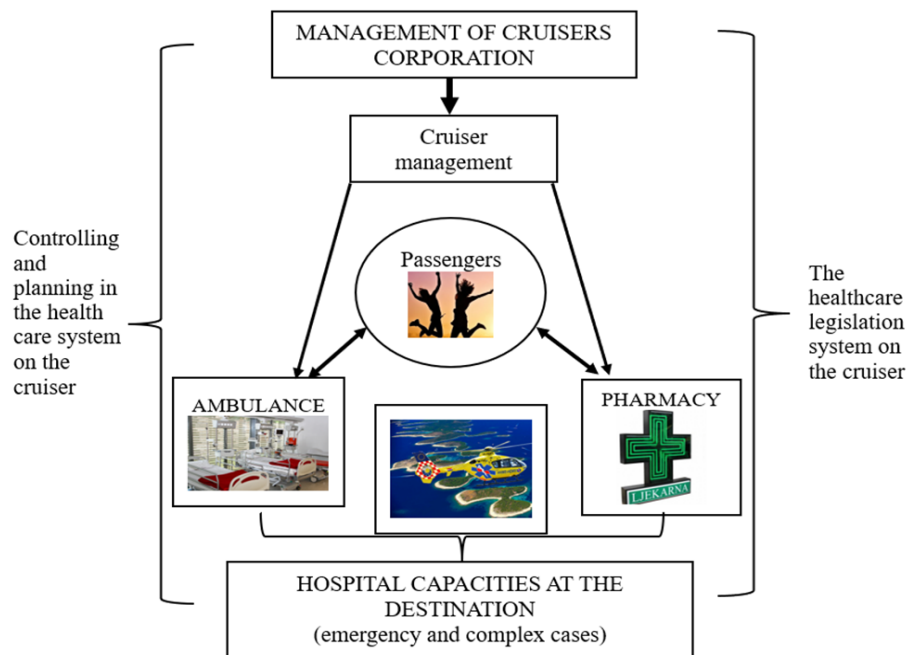 MANAGEMENT OF CRUISERS
CORPORATION
Cruiser
management
Controlling
and
planning in
the health
care system
on the
cruiser
Passengers
The
healthcare
legislation
system on
the cruiser
AMBULANCE
PHARMACY
LJEKARNA
HOSPITAL CAPACITIES AT THE
DESTINATION
(emergency and complex cases)